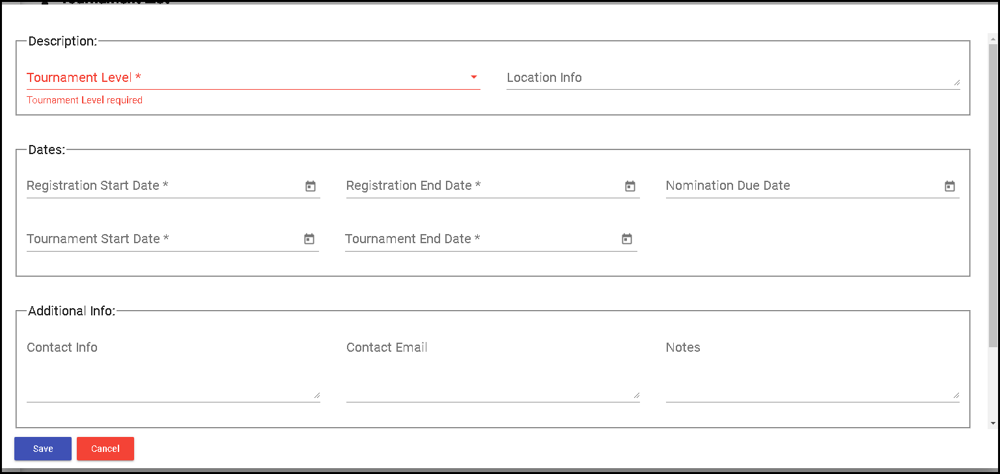 Description:
Tournament Level * Location Info
Tournament Level required
Dates:
Registration Start Date * Registration End Date * Nomination Due Date
Tournament Start Date * Tournament End Date *
Additional Info:
Contact Info Contact Email Notes
Save Cancel